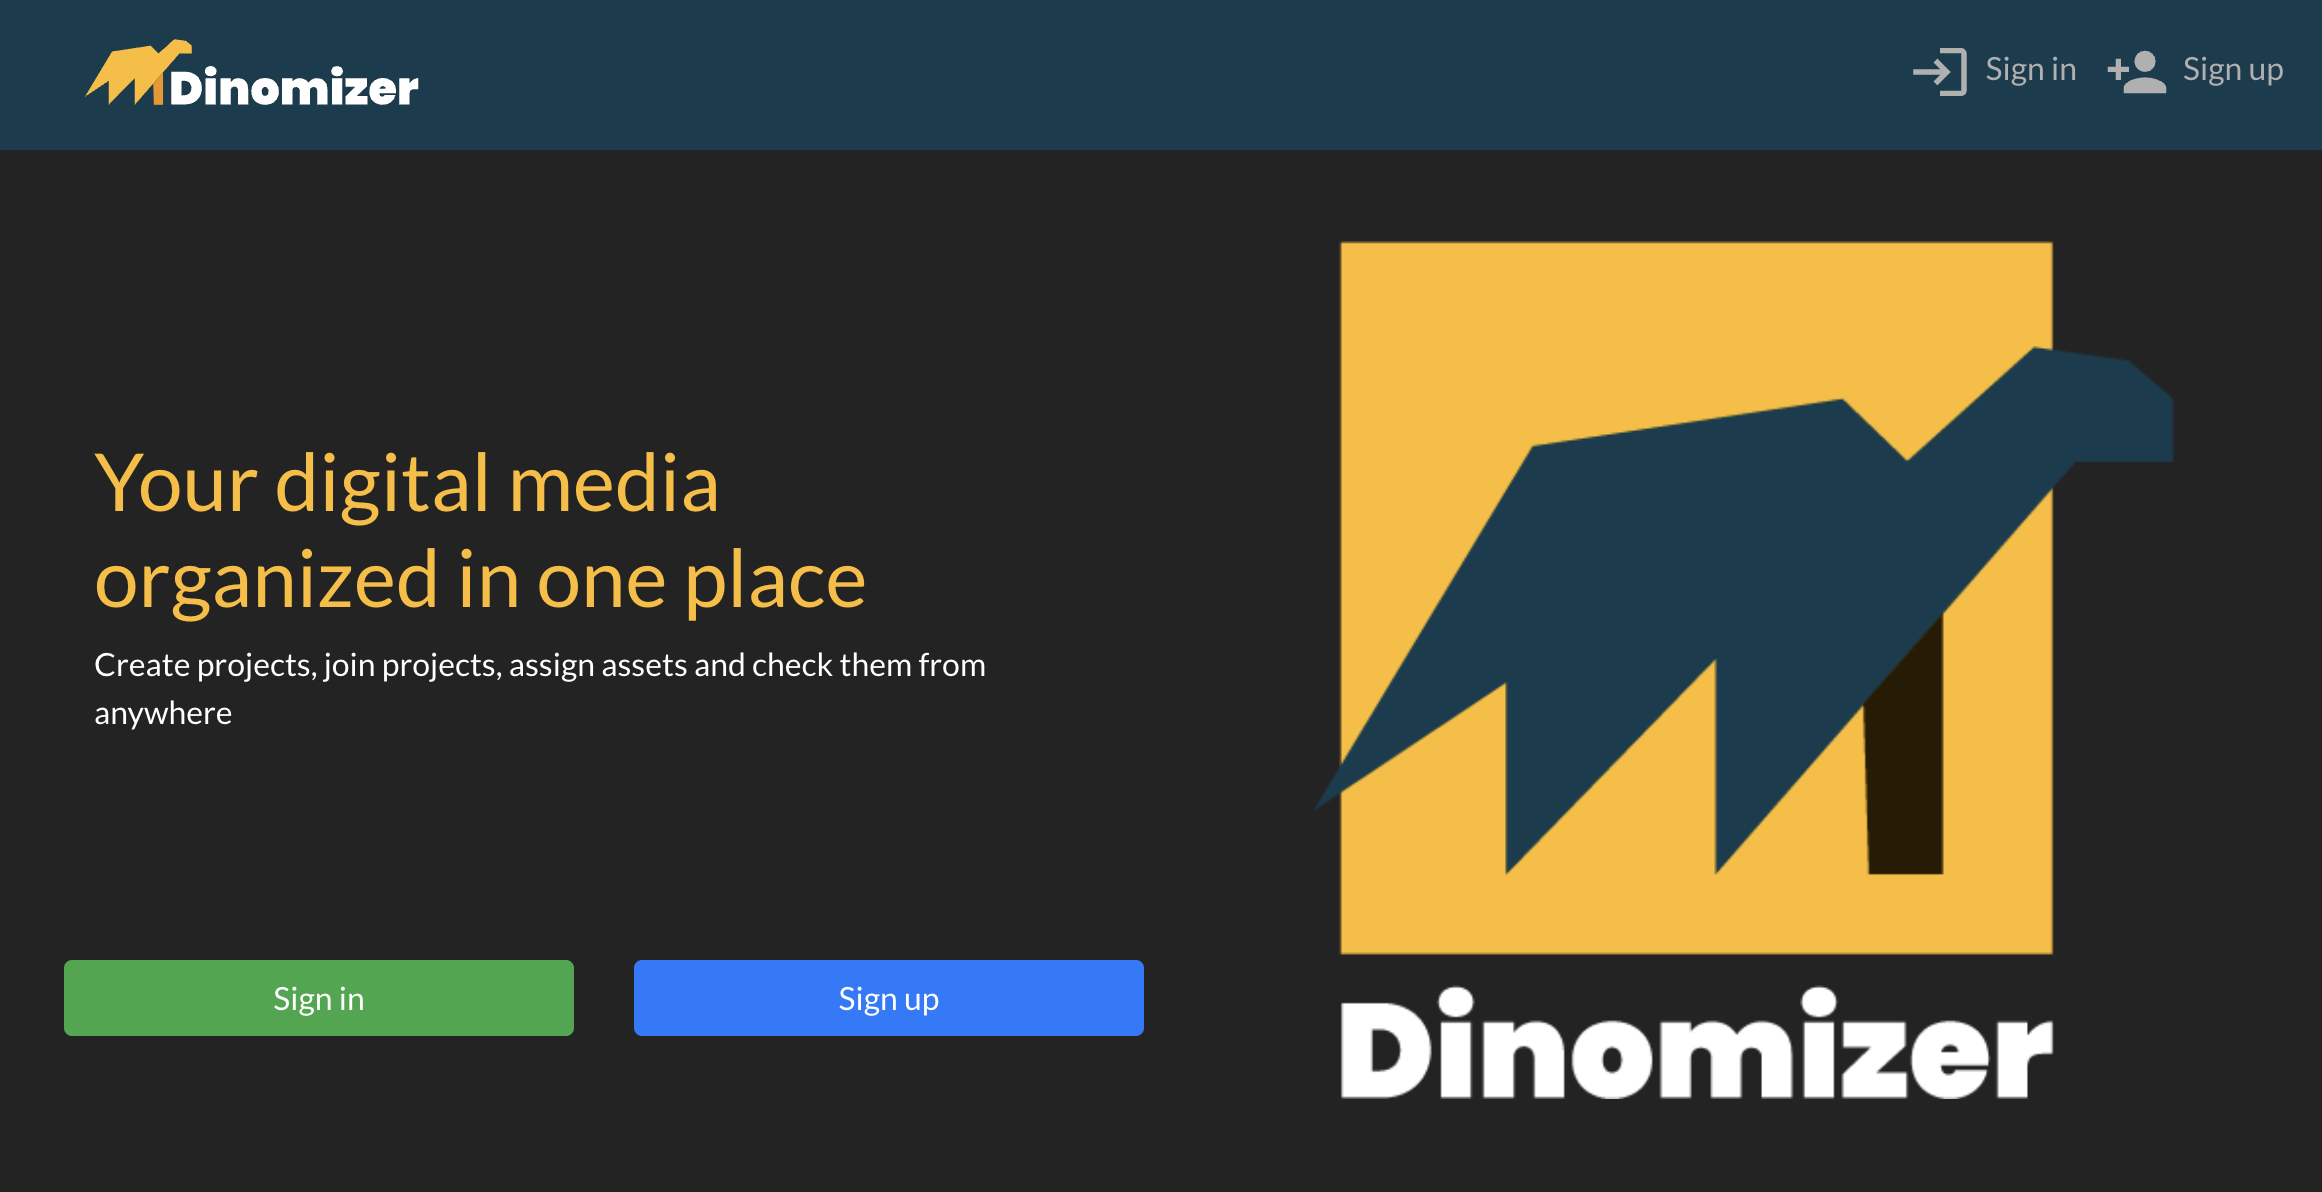 Dinomizer
Sign in
Sign up
Your digital media
organized in one place
Create projects, join projects, assign assets and check them from
anywhere
Sign in
Sign up
Dinomizer